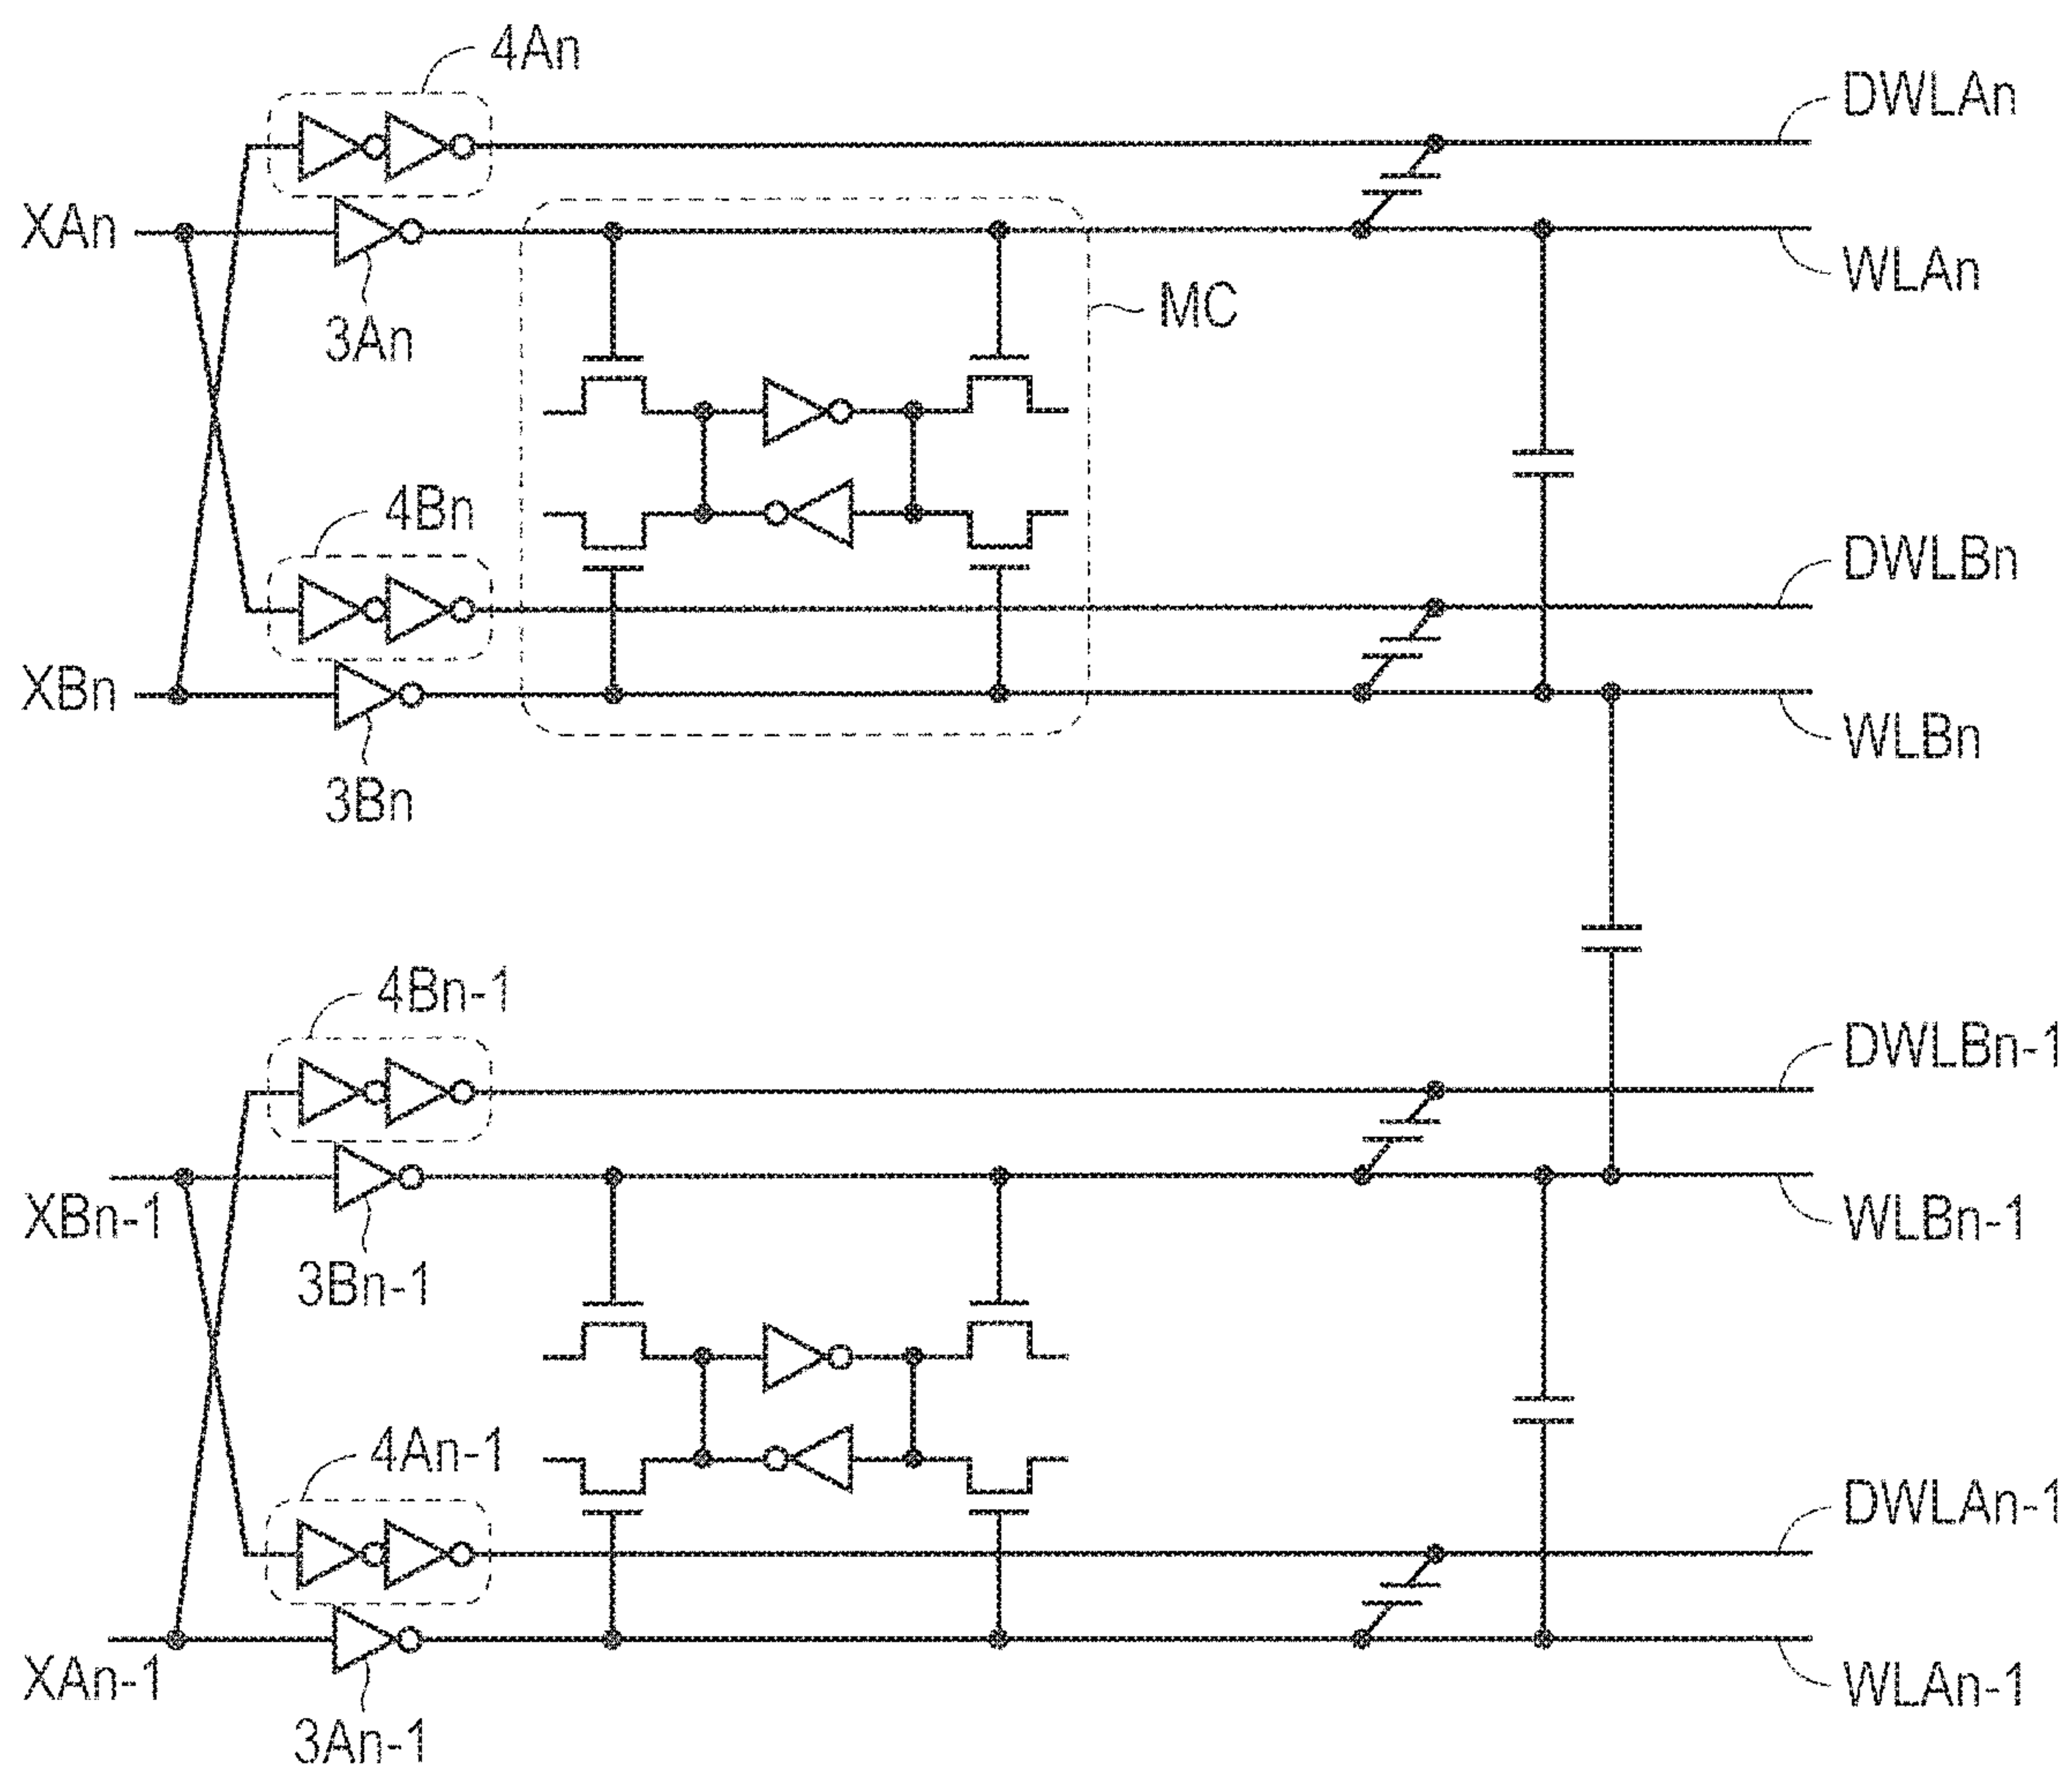 4An
DWLAn
XAn
WLAn
MC
3An
4Bn
DWLBn
XBn
WLBn
3Bn
4Bn-1
DWLBn-1
XBn-1
WLBn-1
3Bn-1
4An-1
DWLAn-1
XAn-1
WLAn-1
3An-1